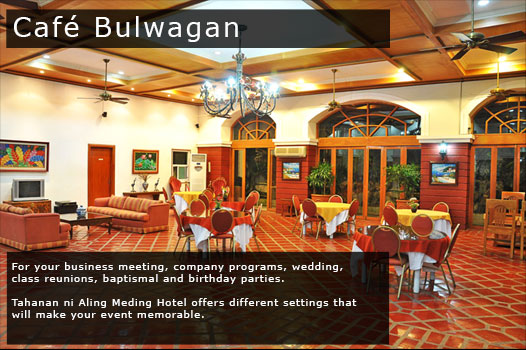 Café Bulwagan
For your business meeting, company programs, wedding,
class reunions, baptismal and birthday parties.
Tahanan ni Aling Meding Hotel offers different settings that
will make your event memorable.